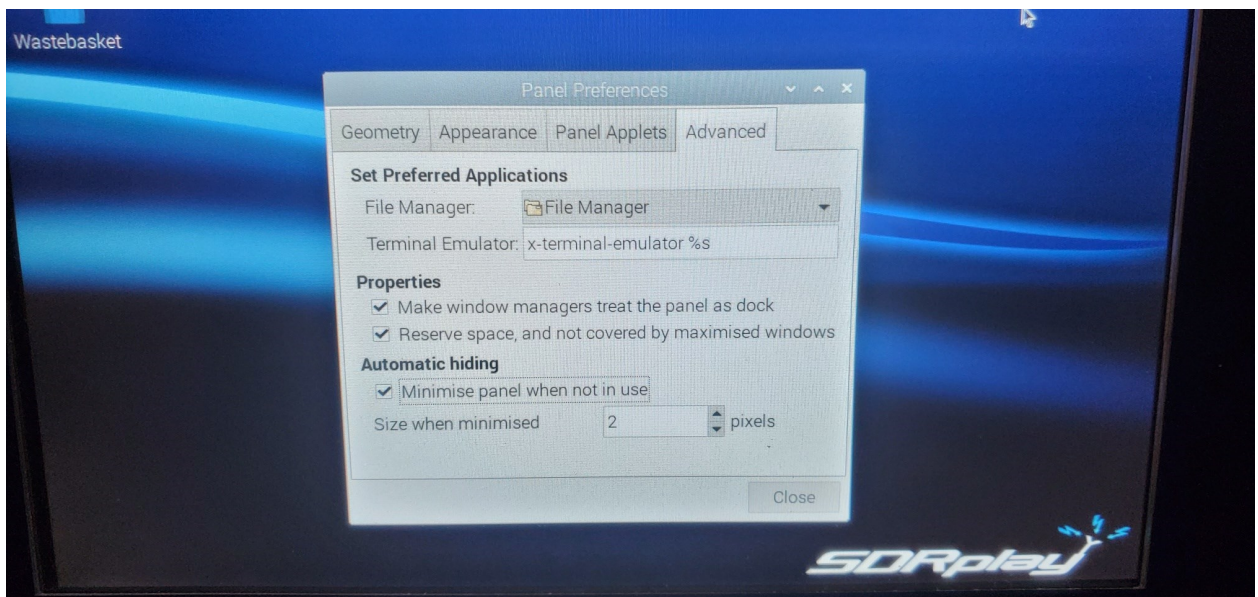 Wastebasket
Panel Preferences
Geometry Appearance Panel Applets Advanced
Set Preferred Applications
File Manager: File Manager
Terminal Emulator: x-terminal-emulator %s
Properties
Make window managers treat the panel as dock
Reserve space, and not covered by maximised windows
Automatic hiding
Minimise panel when not in use
Size when minimised 2 pixels
Close
SDRplay